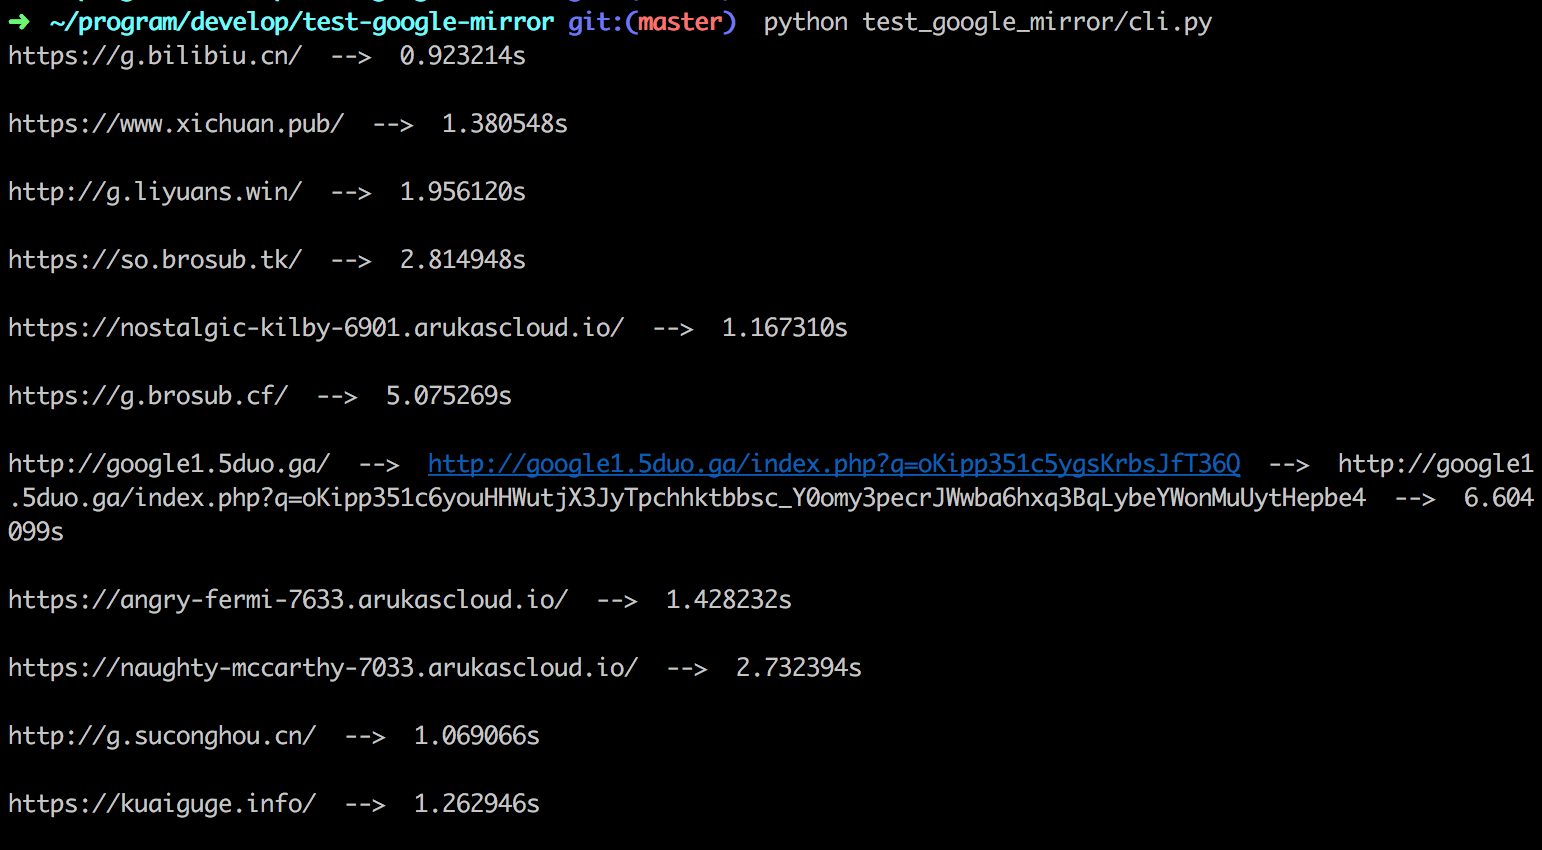 ➜ ~/program/develop/test-google-mirror git:(master) python test_google_mirror/cli.py
https://g.bilibiu.cn/ --> 0.923214s
https://www.xichuan.pub/ --> 1.380548s
http://g.liyuans.win/ --> 1.956120s
https://so.brosub.tk/ --> 2.814948s
https://nostalgic-kilby-6901.arukascloud.io/ --> 1.167310s
https://g.brosub.cf/ --> 5.075269s
http://google1.5duo.ga/ --> http://google1.5duo.ga/index.php?q=oKipp351c5ygsKrbsJfT36Q --> http://google1
.5duo.ga/index.php?q=oKipp351c6youHHWutjX3JyTpchhktbbsc_Y0omy3pecrJWwba6hxq3BqLybeYWonMuUytHepbe4 --> 6.604
099s
https://angry-fermi-7633.arukascloud.io/ --> 1.428232s
https://naughty-mccarthy-7033.arukascloud.io/ --> 2.732394s
http://g.suconghou.cn/ --> 1.069066s
https://kuaiguge.info/ --> 1.262946s